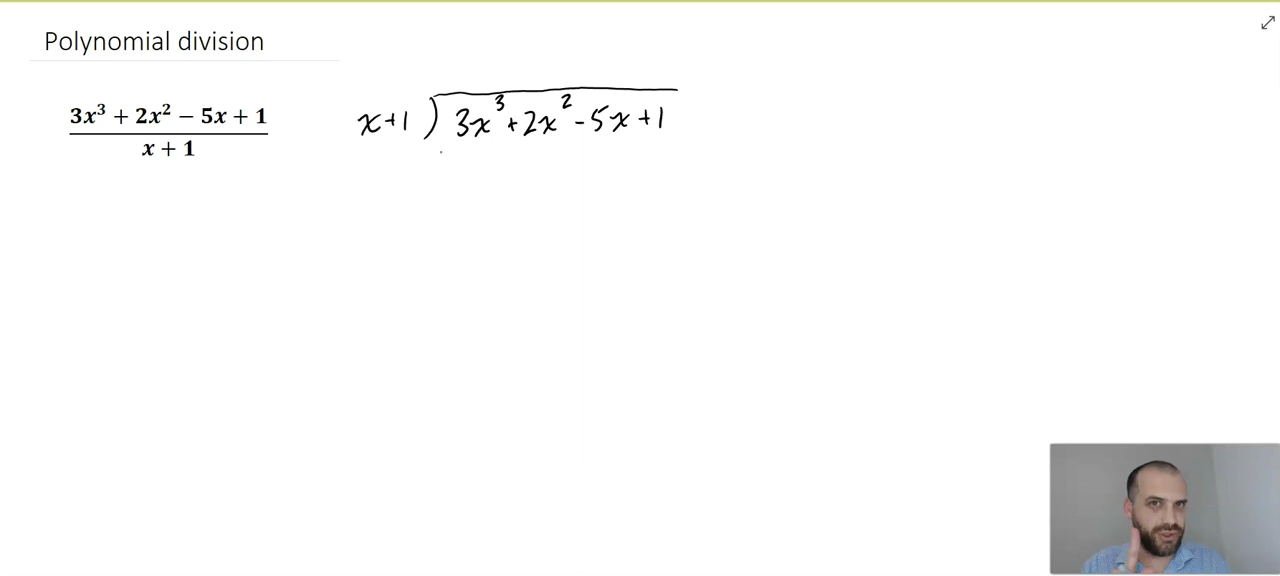 Polynomial division
3x³ + 2x² − 5x + 1
x + 1
x+1 ) 3x³+2x²-5x+1